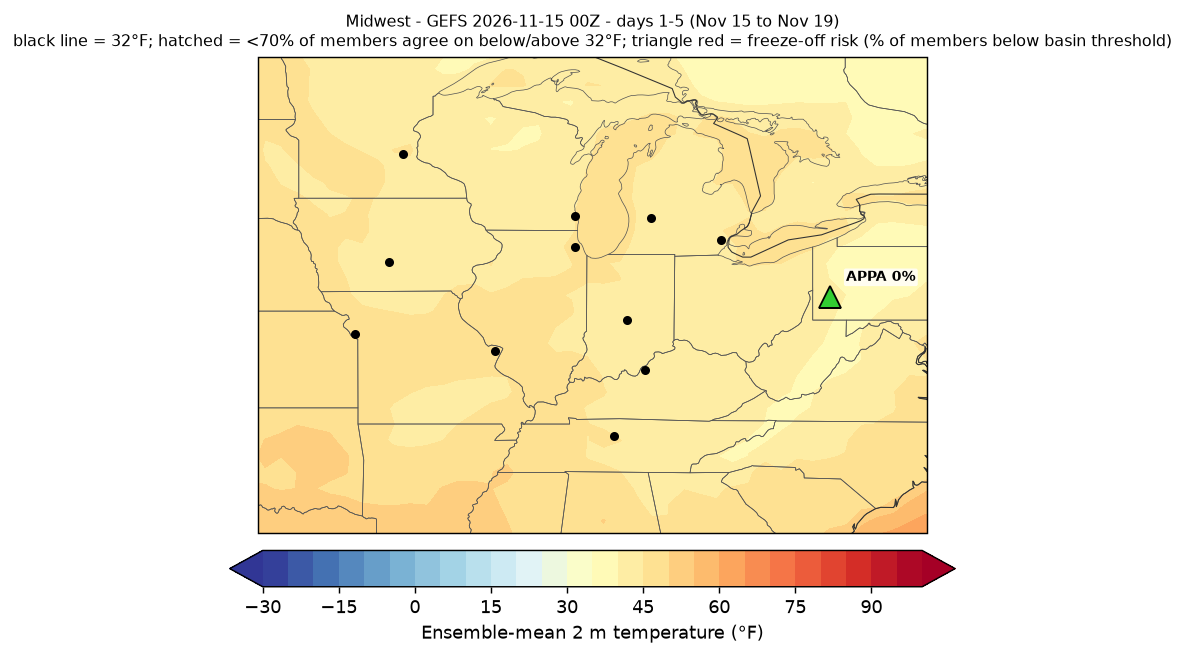 Midwest - GEFS 2026-11-15 00Z - days 1-5 (Nov 15 to Nov 19)
black line = 32°F; hatched = <70% of members agree on below/above 32°F; triangle red = freeze-off risk (% of members below basin threshold)
APPA 0%
−30 −15 0 15 30 45 60 75 90
Ensemble-mean 2 m temperature (°F)